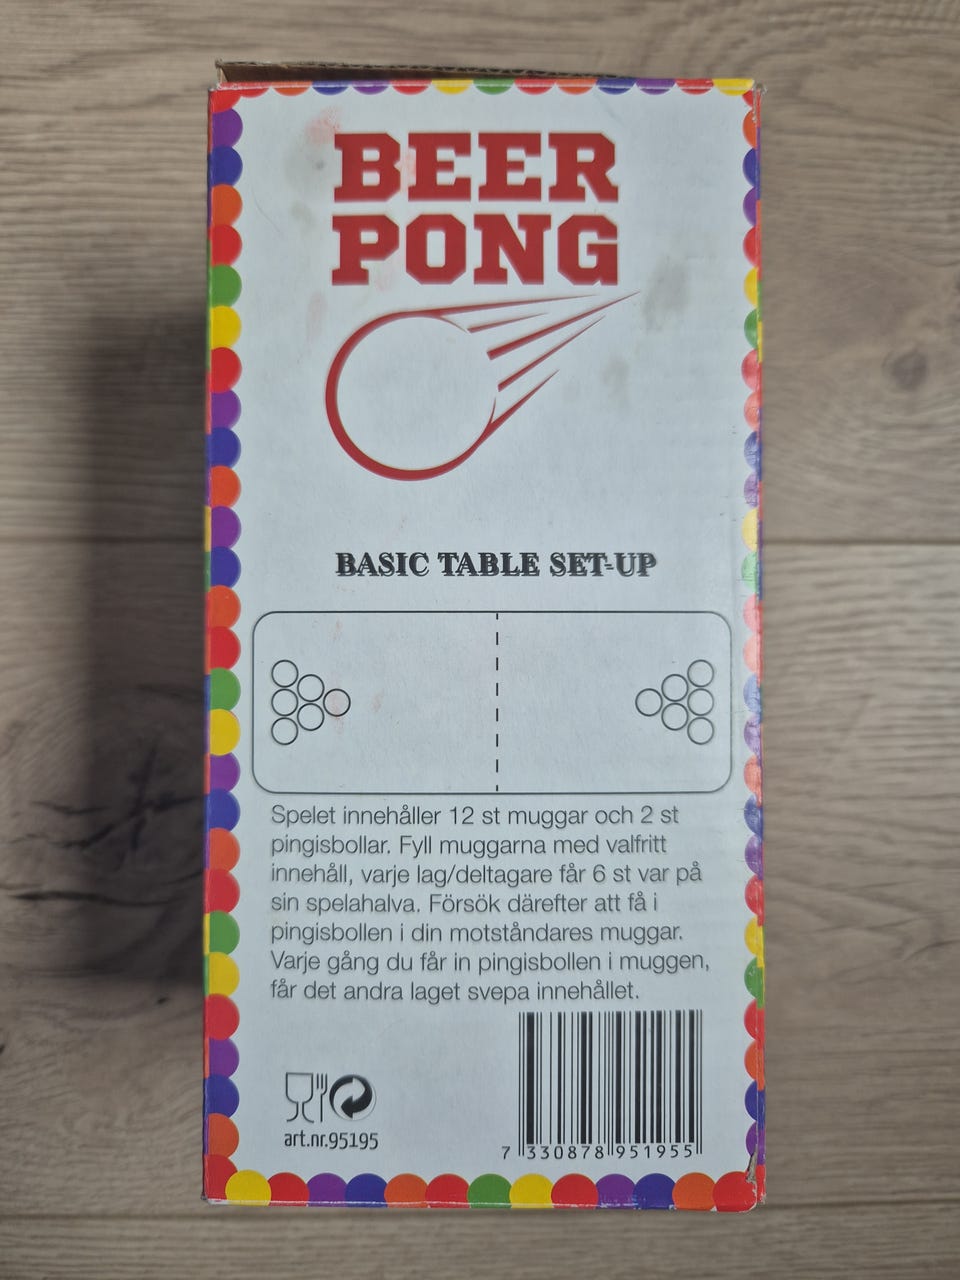 BEER
PONG
BASIC TABLE SET-UP
Spelet innehåller 12 st muggar och 2 st
pingisbollar. Fyll muggarna med valfritt
innehåll, varje lag/deltagare får 6 st var på
sin spelahalva. Försök därefter att få i
pingisbollen i din motståndares muggar.
Varje gång du får in pingisbollen i muggen,
får det andra laget svepa innehållet.
art.nr.95195
7 330878 951955